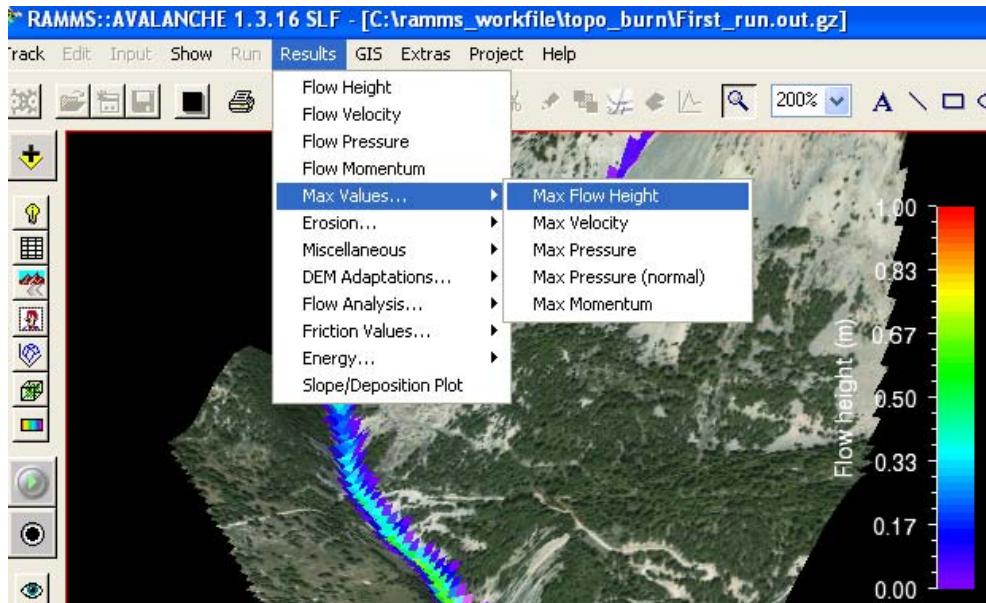 RAMMS::AVALANCHE 1.3.16 SLF - [C:\ramms_workfile\topo_burn\First_run.out.gz]
Track Edit Input Show Run Results GIS Extras Project Help
200%
A
Flow Height
Flow Velocity
Flow Pressure
Flow Momentum
Max Values...
Erosion...
Miscellaneous
DEM Adaptations...
Flow Analysis...
Friction Values...
Energy...
Slope/Deposition Plot
Max Flow Height
Max Velocity
Max Pressure
Max Pressure (normal)
Max Momentum
Flow height (m)
1.00
0.83
0.67
0.50
0.33
0.17
0.00